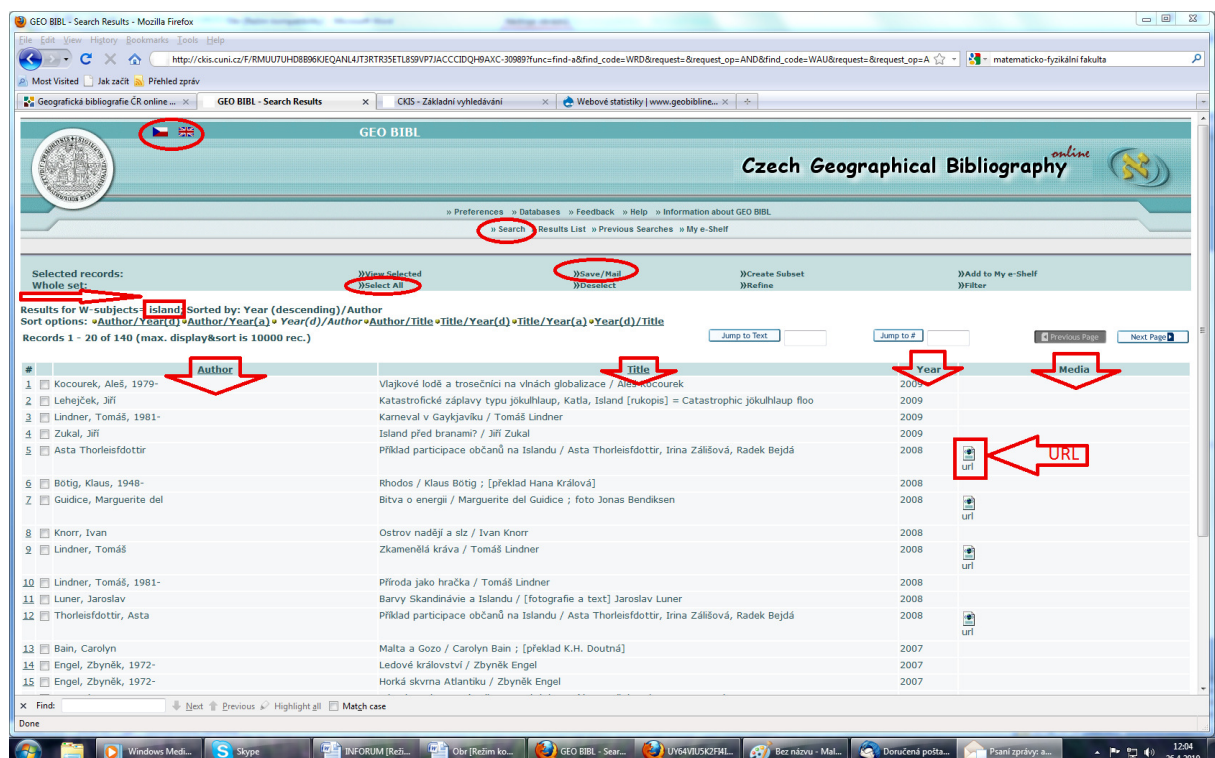 GEO BIBL - Search Results - Mozilla Firefox
File Edit View History Bookmarks Tools Help
http://ckis.cuni.cz/F/ matematicko-fyzikální fakulta
Most Visited Jak začít Přehled zpráv
Geografická bibliografie ČR online ... GEO BIBL - Search Results CKIS - Základní vyhledávání Webové statistiky | www.geobibline...
GEO BIBL
Czech Geographical Bibliography online
» Preferences » Databases » Feedback » Help » Information about GEO BIBL
» Search » Results List » Previous Searches » My e-Shelf
Selected records: »View Selected »Save/Mail »Create Subset »Add to My e-Shelf
Whole set: »Select All »Deselect »Refine »Filter
Results for W-subjects= island; Sorted by: Year (descending)/Author
Sort options: Author/Year(d) Author/Year(a) Year(d)/Author Author/Title Title/Year(d) Title/Year(a) Year(d)/Title
Records 1 - 20 of 140 (max. display&sort is 10000 rec.) Jump to Text Jump to # Previous Page Next Page
# Author Title Year Media
1 Kocourek, Aleš, 1979- Vlajkové lodě a trosečníci na vlnách globalizace / Aleš Kocourek 2009
2 Lehejček, Jiří Katastrofické záplavy typu jökulhlaup, Katla, Island [rukopis] = Catastrophic jökulhlaup floo 2009
3 Lindner, Tomáš, 1981- Karneval v Gaykjavíku / Tomáš Lindner 2009
4 Zukal, Jiří Island před branami? / Jiří Zukal 2009
5 Asta Thorleisfdottir Příklad participace občanů na Islandu / Asta Thorleisfdottir, Irina Zálišová, Radek Bejdá 2008
url
URL
6 Bötig, Klaus, 1948- Rhodos / Klaus Bötig ; [překlad Hana Králová] 2008
7 Guidice, Marguerite del Bitva o energii / Marguerite del Guidice ; foto Jonas Bendiksen 2008
url
8 Knorr, Ivan Ostrov nadějí a slz / Ivan Knorr 2008
9 Lindner, Tomáš Zkamenělá kráva / Tomáš Lindner 2008
url
10 Lindner, Tomáš, 1981- Příroda jako hračka / Tomáš Lindner 2008
11 Luner, Jaroslav Barvy Skandinávie a Islandu / [fotografie a text] Jaroslav Luner 2008
12 Thorleisfdottir, Asta Příklad participace občanů na Islandu / Asta Thorleisfdottir, Irina Zálišová, Radek Bejdá 2008
url
13 Bain, Carolyn Malta a Gozo / Carolyn Bain ; [překlad K.H. Doutná] 2007
14 Engel, Zbyněk, 1972- Ledové království / Zbyněk Engel 2007
15 Engel, Zbyněk, 1972- Horká skvrna Atlantiku / Zbyněk Engel 2007
Find: Next Previous Highlight all Match case
Done
Windows Medi... Skype INFORUM [Reži... Obr [Režim ko... GEO BIBL - Sear... Bez názvu - Mal... Doručená pošta... Psaní zprávy: a... 12:04